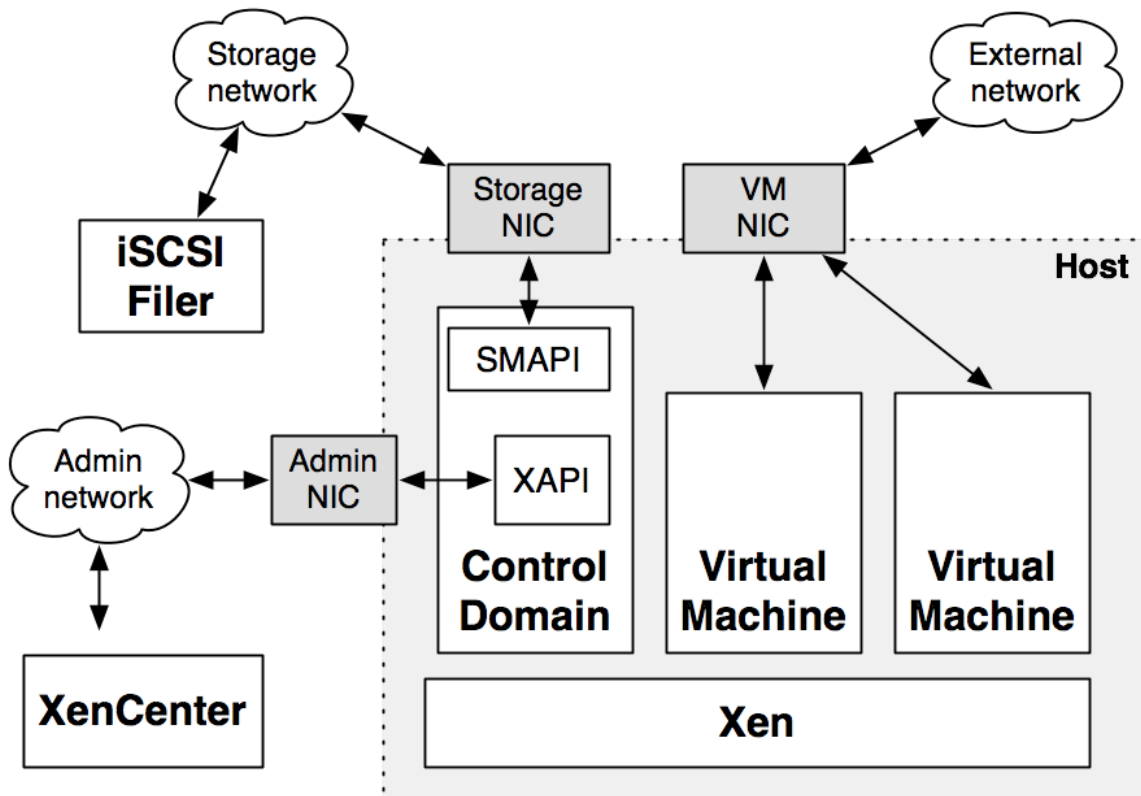 Storage
network
External
network
Storage
NIC
VM
NIC
iSCSI
Filer
Host
SMAPI
Admin
network
Admin
NIC
XAPI
Control
Domain
Virtual
Machine
Virtual
Machine
XenCenter
Xen